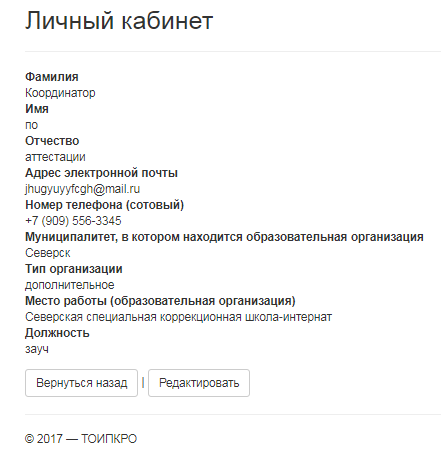 Личный кабинет
Фамилия
Координатор
Имя
по
Отчество
аттестации
Адрес электронной почты
jhugyuyyfcgh@mail.ru
Номер телефона (сотовый)
+7 (909) 556-3345
Муниципалитет, в котором находится образовательная организация
Северск
Тип организации
дополнительное
Место работы (образовательная организация)
Северская специальная коррекционная школа-интернат
Должность
зауч
Вернуться назад | Редактировать
© 2017 — ТОИПКРО